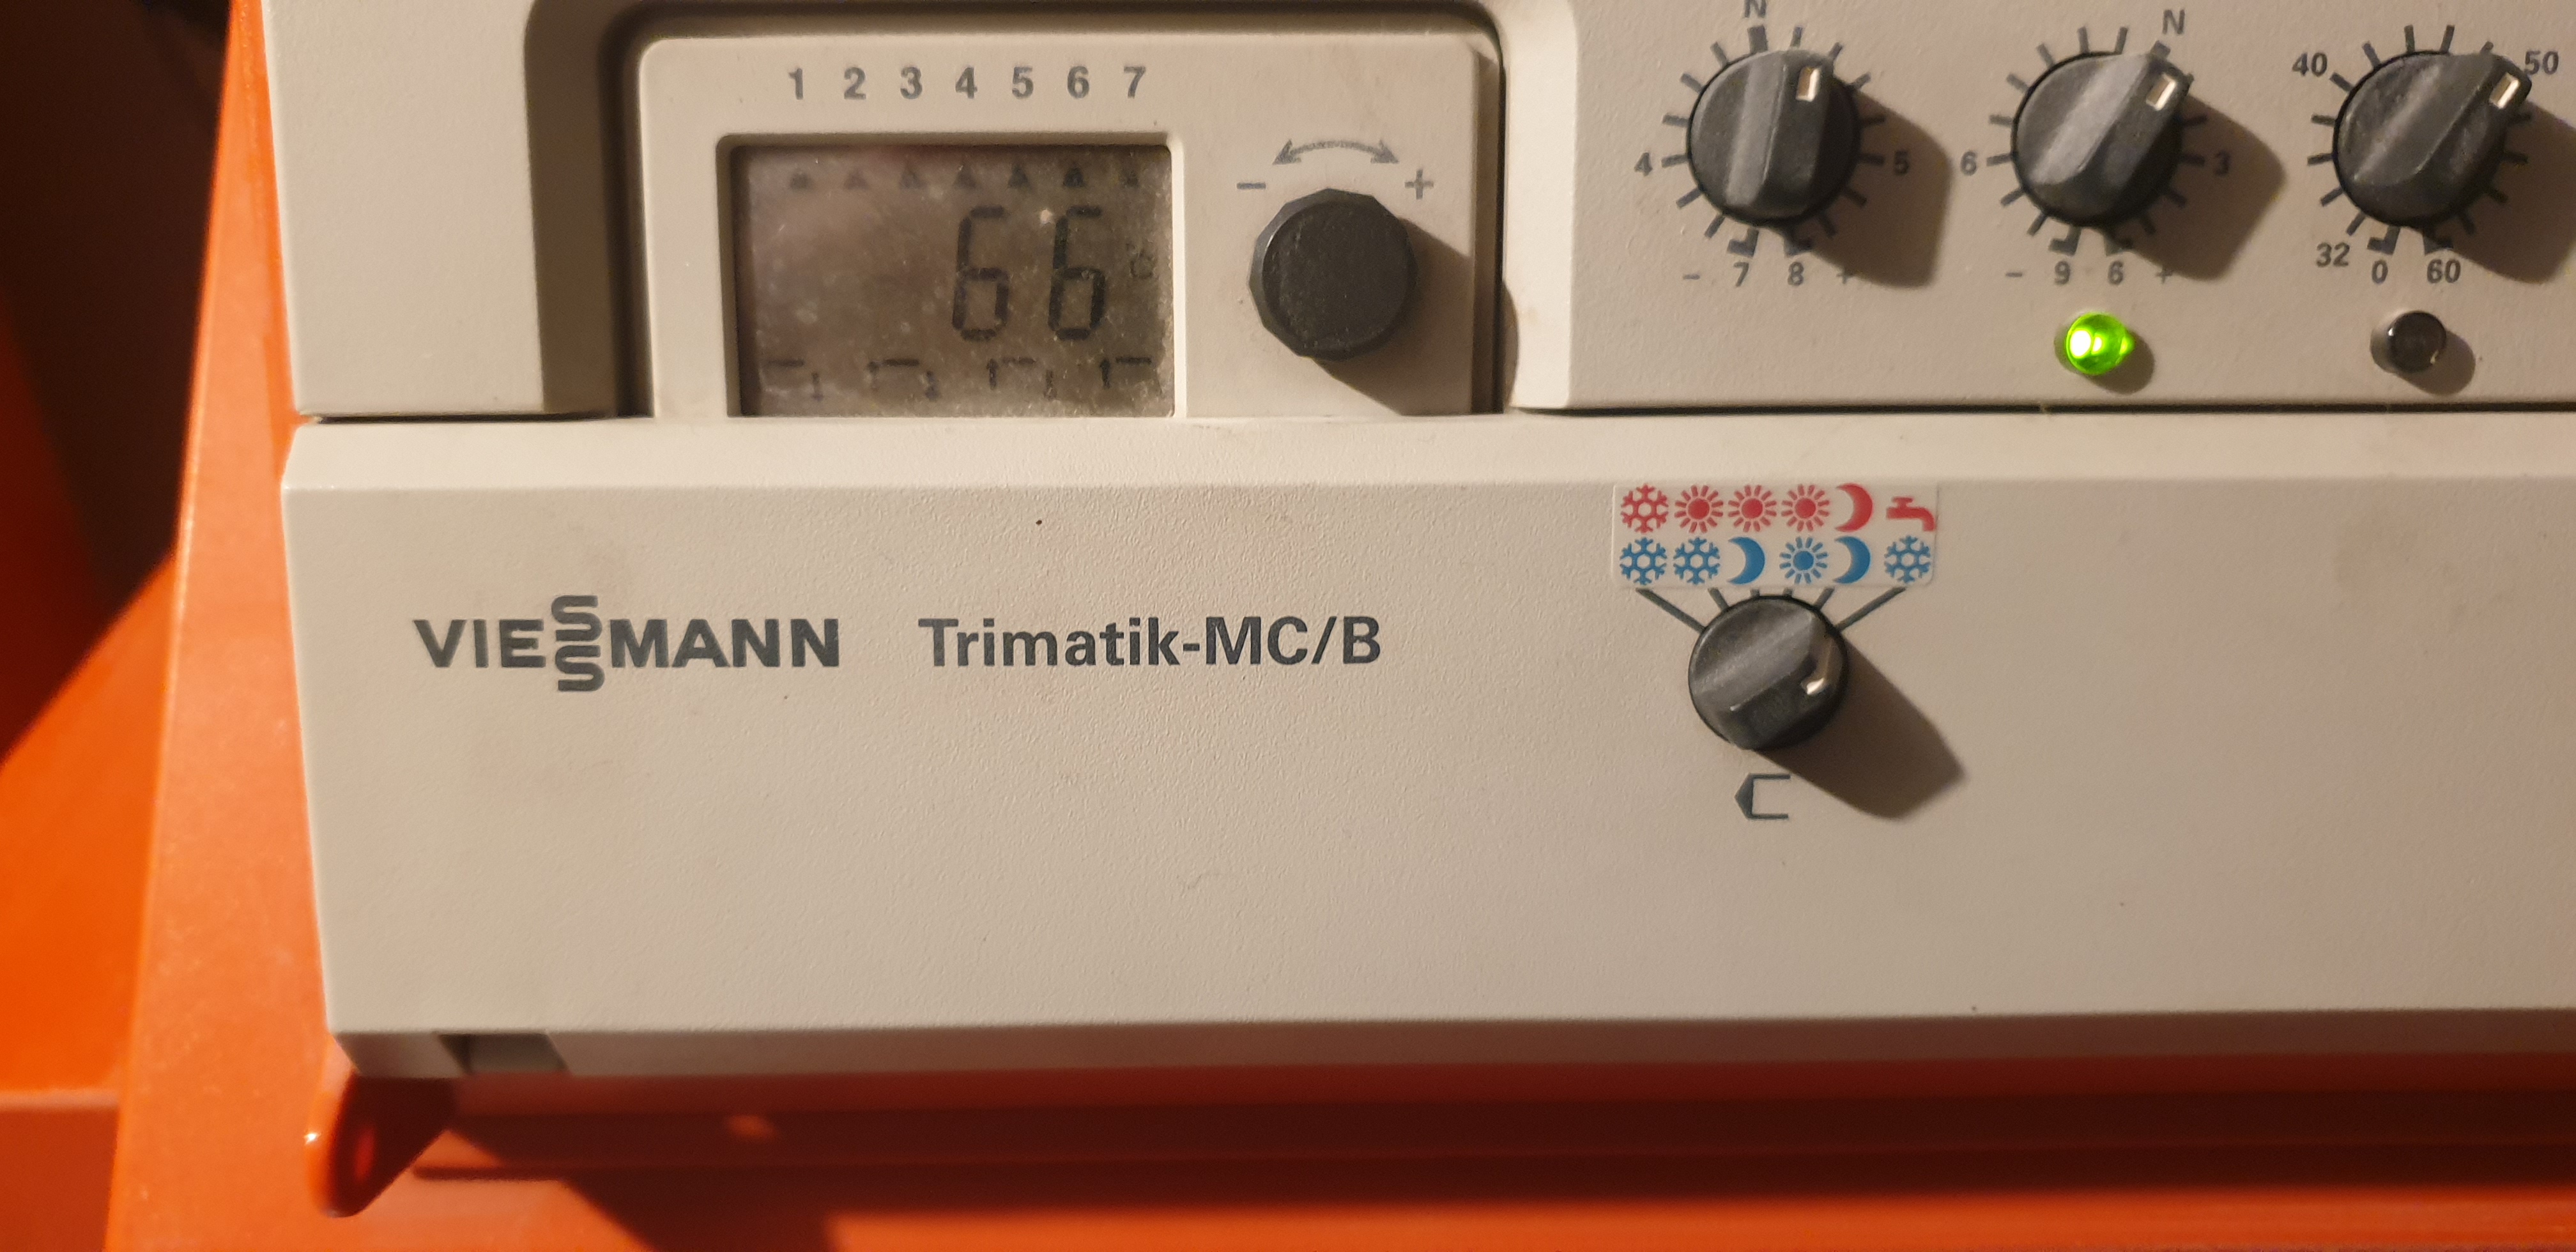 1 2 3 4 5 6 7
66 °C
− +
N
4 5
− 7 8 +
N
6 3
− 9 6 +
40 50
32 0 60
VIESSMANN Trimatik-MC/B